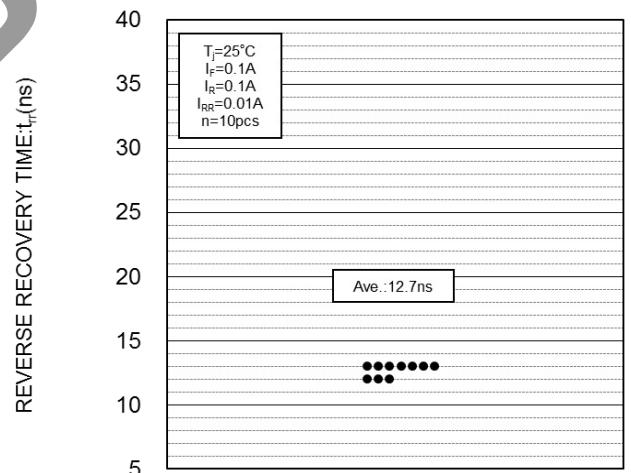 REVERSE RECOVERY TIME:trr(ns)
40
35
30
25
20
15
10
5
Tj=25°C
IF=0.1A
IR=0.1A
IRR=0.01A
n=10pcs
Ave.:12.7ns